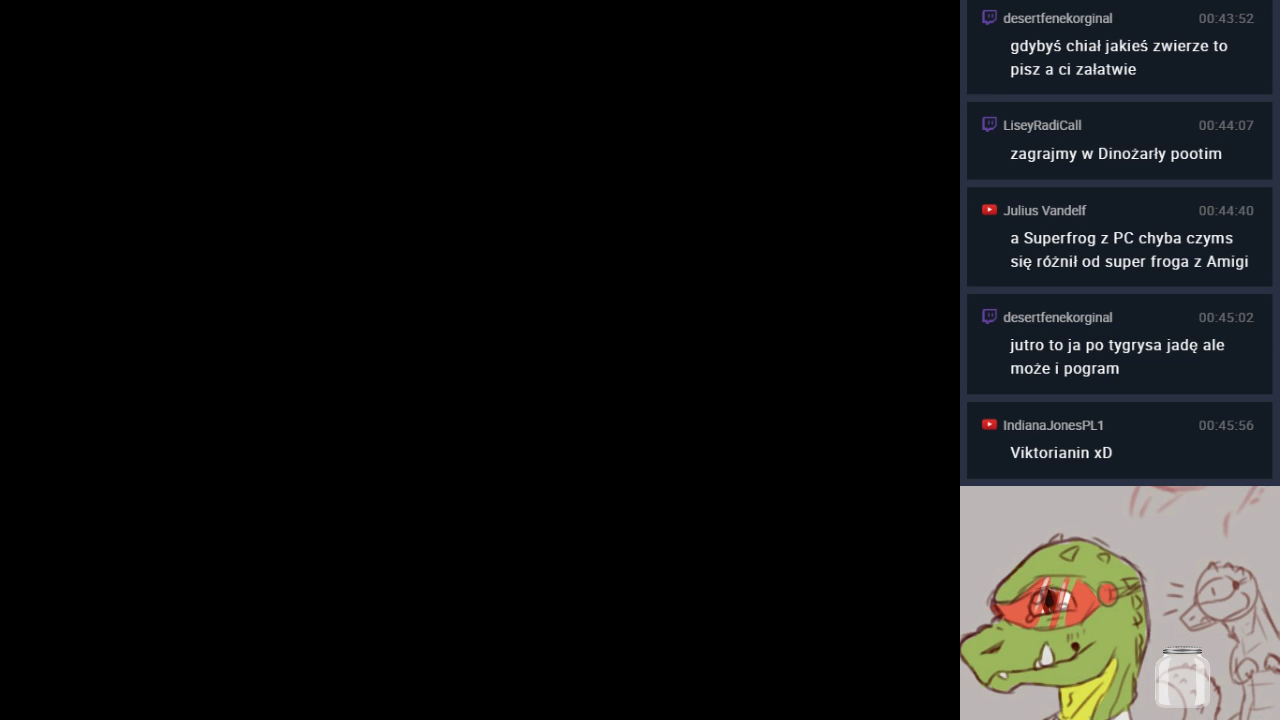 desertfenekorginal 00:43:52
gdybyś chiał jakieś zwierze to
pisz a ci załatwie
LiseyRadiCall 00:44:07
zagrajmy w Dinożarły pootim
Julius Vandelf 00:44:40
a Superfrog z PC chyba czyms
się różnił od super froga z Amigi
desertfenekorginal 00:45:02
jutro to ja po tygrysa jadę ale
może i pogram
IndianaJonesPL1 00:45:56
Viktorianin xD